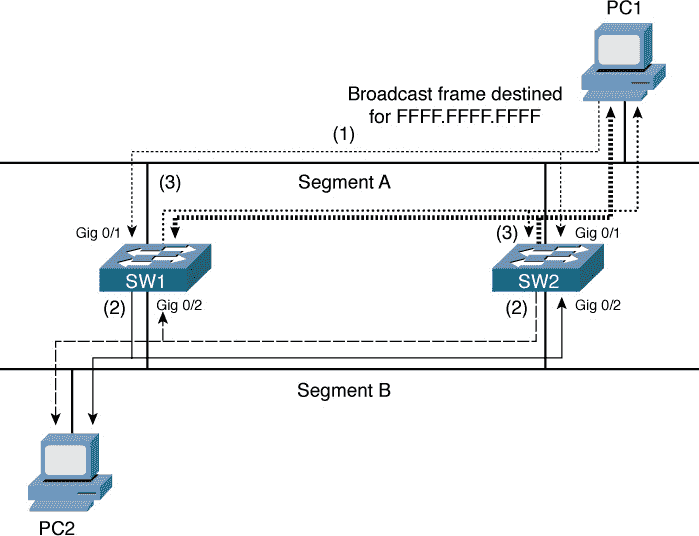 PC1
Broadcast frame destined
for FFFF.FFFF.FFFF
(1)
(3)
Segment A
Gig 0/1
(3)
Gig 0/1
SW1
SW2
(2)
Gig 0/2
(2)
Gig 0/2
Segment B
PC2